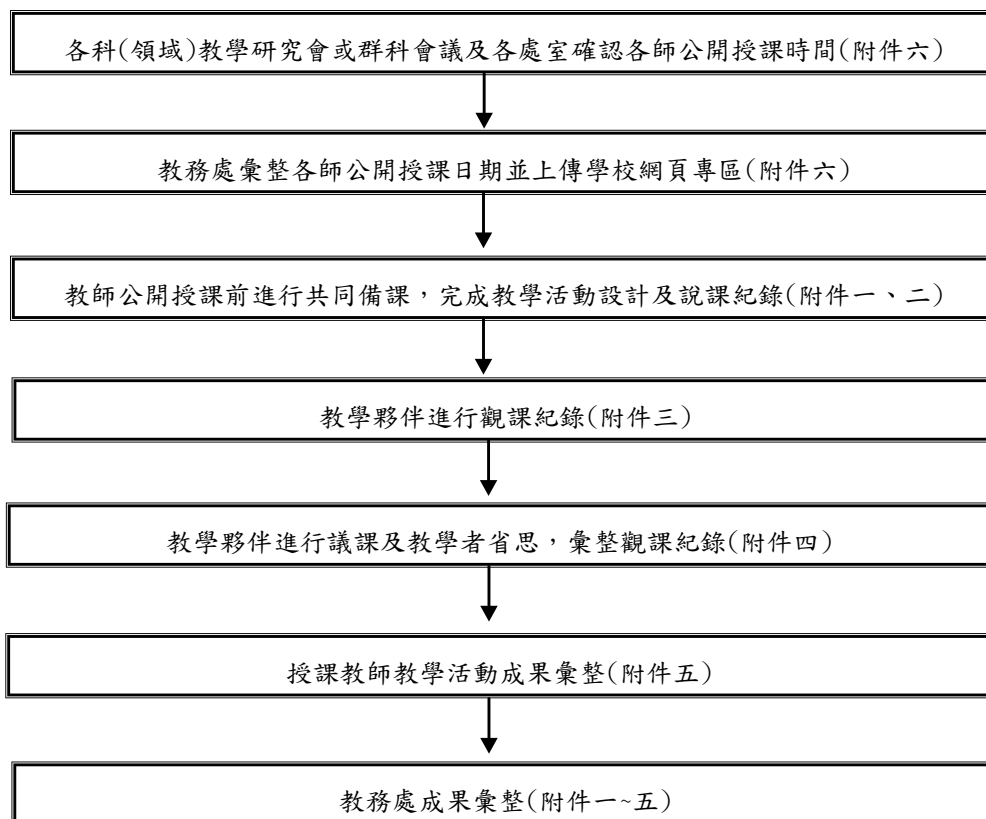 各科(領域)教學研究會或群科會議及各處室確認各師公開授課時間(附件六)
教務處彙整各師公開授課日期並上傳學校網頁專區(附件六)
教師公開授課前進行共同備課，完成教學活動設計及說課紀錄(附件一、二)
教學夥伴進行觀課紀錄(附件三)
教學夥伴進行議課及教學者省思，彙整觀課紀錄(附件四)
授課教師教學活動成果彙整(附件五)
教務處成果彙整(附件一~五)